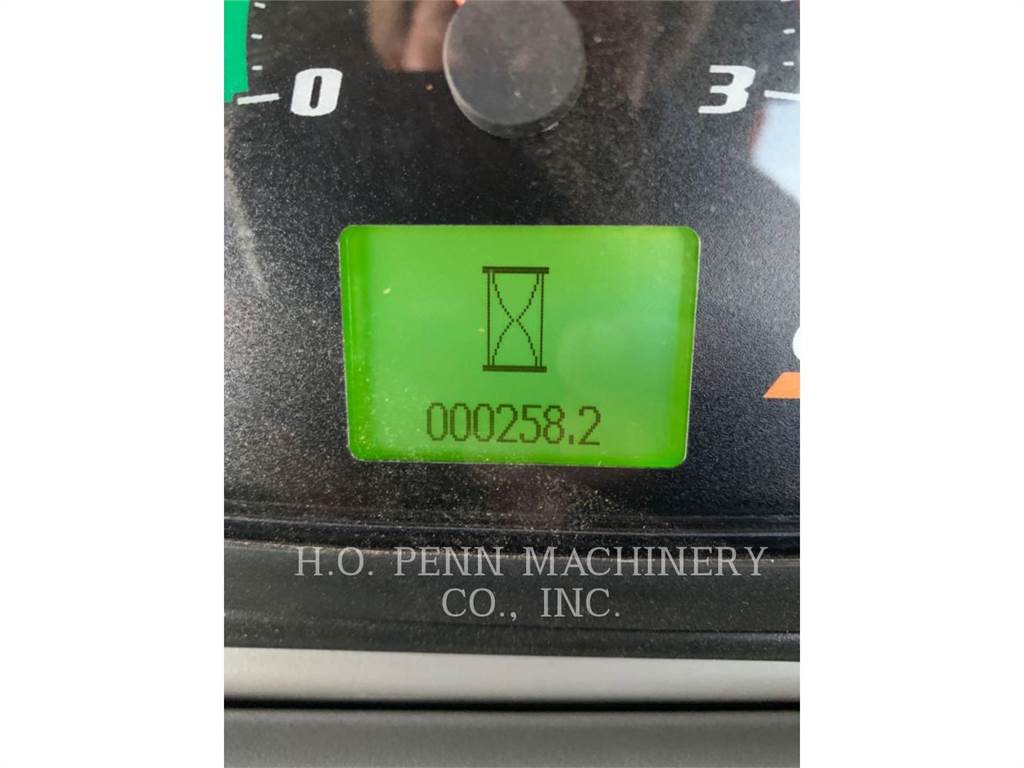 0 3
000258.2
H.O. PENN MACHINERY
CO., INC.